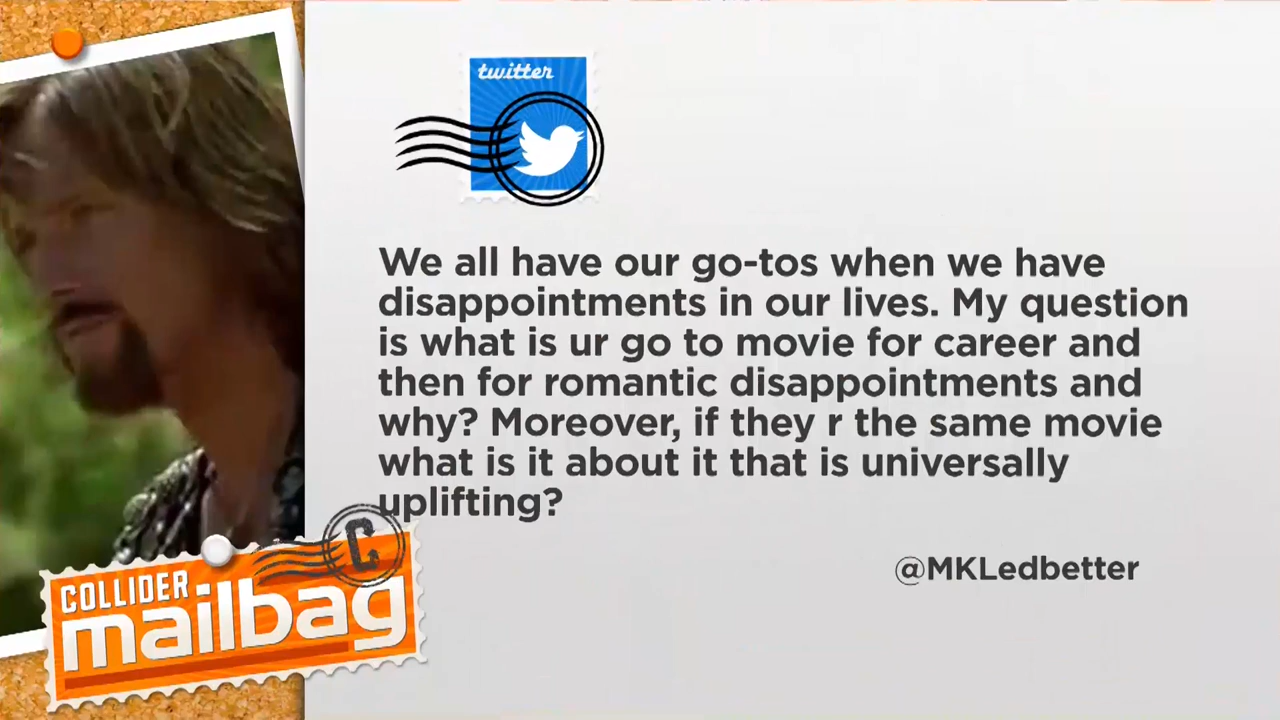 twitter
We all have our go-tos when we have
disappointments in our lives. My question
is what is ur go to movie for career and
then for romantic disappointments and
why? Moreover, if they r the same movie
what is it about it that is universally
uplifting?
@MKLedbetter
C
COLLIDER
mailbag